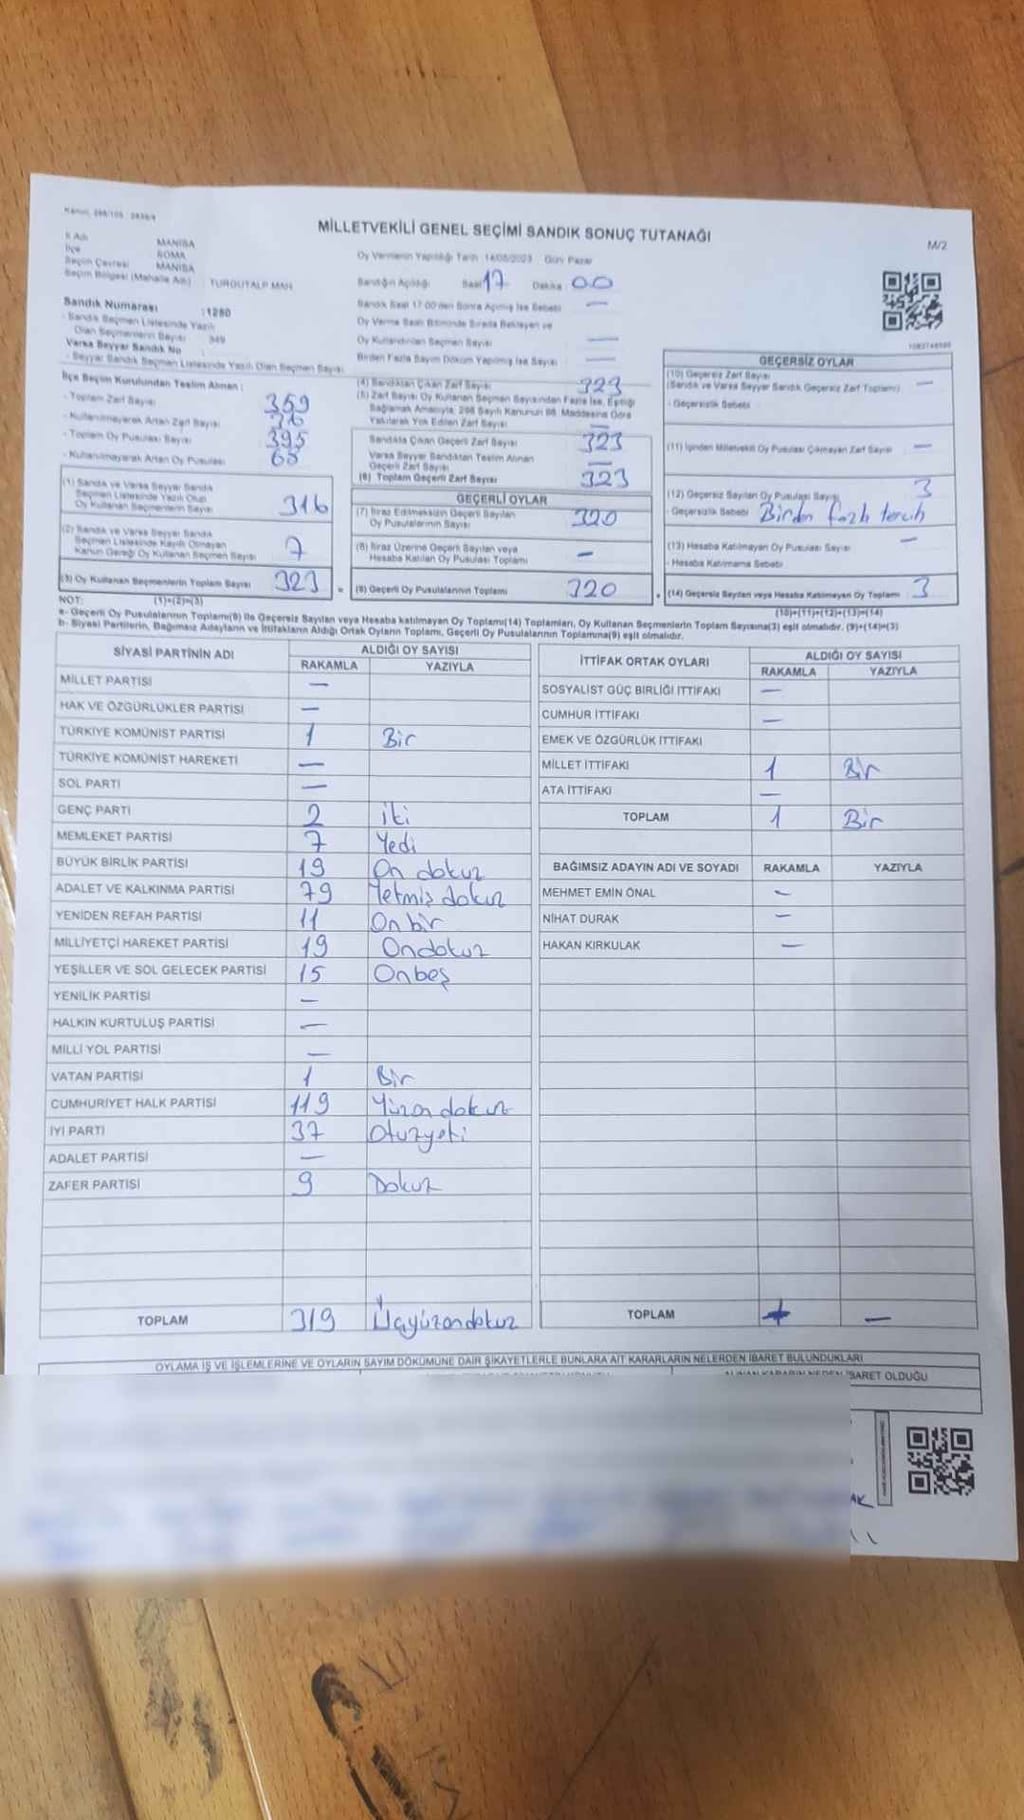 MİLLETVEKİLİ GENEL SEÇİMİ SANDIK SONUÇ TUTANAĞI
M/2
İl Adı MANİSA
İlçe SOMA
Seçim Çevresi MANİSA
Seçim Bölgesi (Mahalle Adı) TURGUTALP MAH
Oy Vermenin Yapıldığı Tarih 14/05/2023 Günü Pazar
Sandığın Açıldığı Saat 17 Dakika 00
Sandık Saat 17:00'den Sonra Açılmış İse Sebebi —
Oy Verme Saati Bitiminde Sırada Bekleyen ve
Oy Kullandırılan Seçmen Sayısı —
Birden Fazla Sayım Döküm Yapılmış İse Sayısı —
Sandık Numarası :1280
- Sandık Seçmen Listesinde Yazılı
Olan Seçmenlerin Sayısı 349
Varsa Seyyar Sandık No
- Seyyar Sandık Seçmen Listesinde Yazılı Olan Seçmen Sayısı
İlçe Seçim Kurulundan Teslim Alınan :
- Toplam Zarf Sayısı 359
- Kullanılmayarak Artan Zarf Sayısı 36
- Toplam Oy Pusulası Sayısı 395
- Kullanılmayarak Artan Oy Pusulası
(1) Sandık ve Varsa Seyyar Sandık
Seçmen Listesinde Yazılı Olup
Oy Kullanan Seçmenlerin Sayısı 316
(2) Sandık ve Varsa Seyyar Sandık
Seçmen Listesinde Kayıtlı Olmayan
Kanun Gereği Oy Kullanan Seçmen Sayısı 7
(3) Oy Kullanan Seçmenlerin Toplam Sayısı 323
(4) Sandıktan Çıkan Zarf Sayısı 323
(5) Zarf Sayısı Oy Kullanan Seçmen Sayısından Fazla İse, Eşitliği
Sağlamak Amacıyla, 298 Sayılı Kanunun 98. Maddesine Göre
Yakılarak Yok Edilen Zarf Sayısı —
Sandıkta Çıkan Geçerli Zarf Sayısı 323
Varsa Seyyar Sandıktan Teslim Alınan
Geçerli Zarf Sayısı —
(6) Toplam Geçerli Zarf Sayısı 323
GEÇERLİ OYLAR
(7) İtiraz Edilmeksizin Geçerli Sayılan
Oy Pusulalarının Sayısı 320
(8) İtiraz Üzerine Geçerli Sayılan veya
Hesaba Katılan Oy Pusulası Toplamı —
(9) Geçerli Oy Pusulalarının Toplamı 320
GEÇERSİZ OYLAR
(10) Geçersiz Zarf Sayısı
(Sandık ve Varsa Seyyar Sandık Geçersiz Zarf Toplamı) —
- Geçersizlik Sebebi
(11) İçinden Milletvekili Oy Pusulası Çıkmayan Zarf Sayısı —
(12) Geçersiz Sayılan Oy Pusulası Sayısı 3
- Geçersizlik Sebebi Birden fazla tercih
(13) Hesaba Katılmayan Oy Pusulası Sayısı —
- Hesaba Katılmama Sebebi
(14) Geçersiz Sayılan veya Hesaba Katılmayan Oy Toplamı 3
NOT: (1)+(2)=(3)
(10)+(11)+(12)+(13)=(14)
a- Geçerli Oy Pusulalarının Toplamı(9) ile Geçersiz Sayılan veya Hesaba katılmayan Oy Toplamı(14) Toplamları, Oy Kullanan Seçmenlerin Toplam Sayısına(3) eşit olmalıdır. (9)+(14)=(3)
b- Siyasi Partilerin, Bağımsız Adayların ve İttifakların Aldığı Ortak Oyların Toplamı, Geçerli Oy Pusulalarının Toplamına(9) eşit olmalıdır.
SİYASİ PARTİNİN ADI ALDIĞI OY SAYISI
RAKAMLA YAZIYLA
MİLLET PARTİSİ —
HAK VE ÖZGÜRLÜKLER PARTİSİ —
TÜRKİYE KOMÜNİST PARTİSİ 1 Bir
TÜRKİYE KOMÜNİST HAREKETİ —
SOL PARTİ —
GENÇ PARTİ 2 iki
MEMLEKET PARTİSİ 7 Yedi
BÜYÜK BİRLİK PARTİSİ 19 On dokuz
ADALET VE KALKINMA PARTİSİ 79 Yetmiş dokuz
YENİDEN REFAH PARTİSİ 11 On bir
MİLLİYETÇİ HAREKET PARTİSİ 19 Ondokuz
YEŞİLLER VE SOL GELECEK PARTİSİ 15 Onbeş
YENİLİK PARTİSİ —
HALKIN KURTULUŞ PARTİSİ —
MİLLİ YOL PARTİSİ —
VATAN PARTİSİ 1 Bir
CUMHURİYET HALK PARTİSİ 119 Yüzon dokuz
İYİ PARTİ 37 Otuzyeti
ADALET PARTİSİ —
ZAFER PARTİSİ 9 Dokuz
TOPLAM 319 Üçyüzondokuz
İTTİFAK ORTAK OYLARI ALDIĞI OY SAYISI
RAKAMLA YAZIYLA
SOSYALİST GÜÇ BİRLİĞİ İTTİFAKI —
CUMHUR İTTİFAKI —
EMEK VE ÖZGÜRLÜK İTTİFAKI
MİLLET İTTİFAKI 1 Bir
ATA İTTİFAKI —
TOPLAM 1 Bir
BAĞIMSIZ ADAYIN ADI VE SOYADI RAKAMLA YAZIYLA
MEHMET EMİN ÖNAL —
NİHAT DURAK —
HAKAN KIRKULAK —
TOPLAM —
OYLAMA İŞ VE İŞLEMLERİNE VE OYLARIN SAYIM DÖKÜMÜNE DAİR ŞİKAYETLERLE BUNLARA AİT KARARLARIN NELERDEN İBARET BULUNDUKLARI
İBARET OLDUĞU